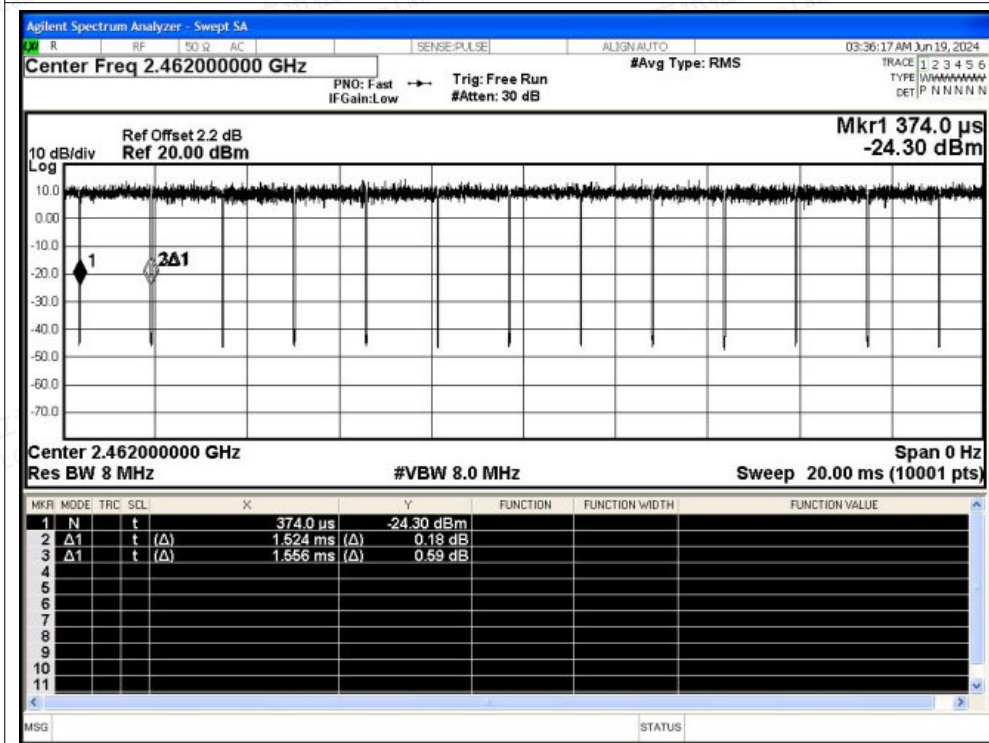 Agilent Spectrum Analyzer - Swept SA
LXI R RF 50 Ω AC SENSE:PULSE ALIGN AUTO 03:36:17 AM Jun 19, 2024
Center Freq 2.462000000 GHz #Avg Type: RMS TRACE 1 2 3 4 5 6
PNO: Fast Trig: Free Run TYPE WWWWWW
IFGain:Low #Atten: 30 dB DET P N N N N N
Mkr1 374.0 µs
Ref Offset 2.2 dB
10 dB/div Ref 20.00 dBm -24.30 dBm
Log
10.0
0.00
-10.0
1 2Δ1
-20.0
-30.0
-40.0
-50.0
-60.0
-70.0
Center 2.462000000 GHz Span 0 Hz
Res BW 8 MHz #VBW 8.0 MHz Sweep 20.00 ms (10001 pts)
MKR MODE TRC SCL X Y FUNCTION FUNCTION WIDTH FUNCTION VALUE
1 N t 374.0 µs -24.30 dBm
2 Δ1 t (Δ) 1.524 ms (Δ) 0.18 dB
3 Δ1 t (Δ) 1.556 ms (Δ) 0.59 dB
4
5
6
7
8
9
10
11
MSG STATUS